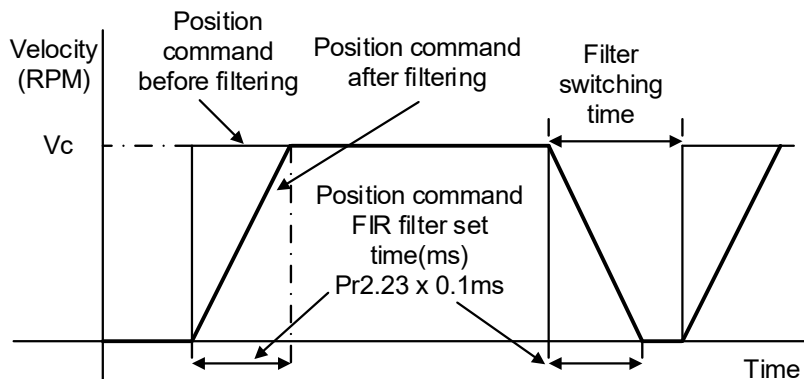 Velocity
(RPM)
Position
command
before filtering
Position command
after filtering
Filter
switching
time
Vc
Position command
FIR filter set
time(ms)
Pr2.23 x 0.1ms
Time